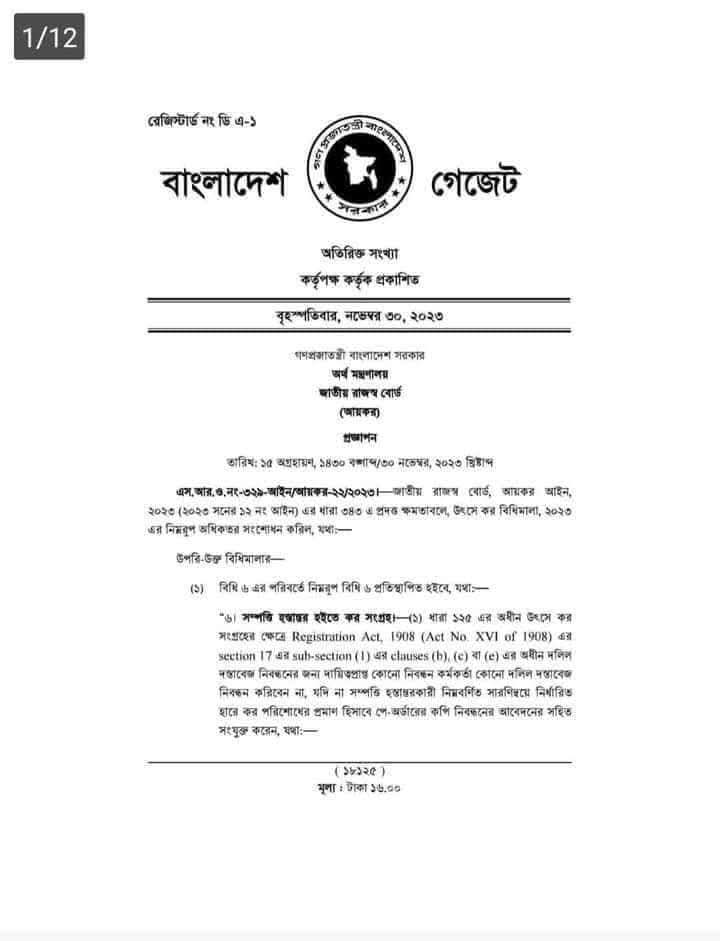 1/12
রেজিস্টার্ড নং ডি এ-১
বাংলাদেশ
গণপ্রজাতন্ত্রী বাংলাদেশ
সরকার
গেজেট
অতিরিক্ত সংখ্যা
কর্তৃপক্ষ কর্তৃক প্রকাশিত
বৃহস্পতিবার, নভেম্বর ৩০, ২০২৩
গণপ্রজাতন্ত্রী বাংলাদেশ সরকার
অর্থ মন্ত্রণালয়
জাতীয় রাজস্ব বোর্ড
(আয়কর)
প্রজ্ঞাপন
তারিখ: ১৫ অগ্রহায়ণ, ১৪৩০ বঙ্গাব্দ/৩০ নভেম্বর, ২০২৩ খ্রিষ্টাব্দ
এস.আর.ও.নং-৩২৯-আইন/আয়কর-২২/২০২৩।—জাতীয় রাজস্ব বোর্ড, আয়কর আইন,
২০২৩ (২০২৩ সনের ১২ নং আইন) এর ধারা ৩৪৩ এ প্রদত্ত ক্ষমতাবলে, উৎসে কর বিধিমালা, ২০২৩
এর নিম্নরূপ অধিকতর সংশোধন করিল, যথা:—
উপরি-উক্ত বিধিমালার—
(১) বিধি ৬ এর পরিবর্তে নিম্নরূপ বিধি ৬ প্রতিস্থাপিত হইবে, যথা:—
“৬। সম্পত্তি হস্তান্তর হইতে কর সংগ্রহ।—(১) ধারা ১২৫ এর অধীন উৎসে কর
সংগ্রহের ক্ষেত্রে Registration Act, 1908 (Act No. XVI of 1908) এর
section 17 এর sub-section (1) এর clauses (b), (c) বা (e) এর অধীন দলিল
দস্তাবেজ নিবন্ধনের জন্য দায়িত্বপ্রাপ্ত কোনো নিবন্ধন কর্মকর্তা কোনো দলিল দস্তাবেজ
নিবন্ধন করিবেন না, যদি না সম্পত্তি হস্তান্তরকারী নিম্নবর্ণিত সারণিদ্বয়ে নির্ধারিত
হারে কর পরিশোধের প্রমাণ হিসাবে পে-অর্ডারের কপি নিবন্ধনের আবেদনের সহিত
সংযুক্ত করেন, যথা:—
( ১৮১২৫ )
মূল্য : টাকা ১৬.০০